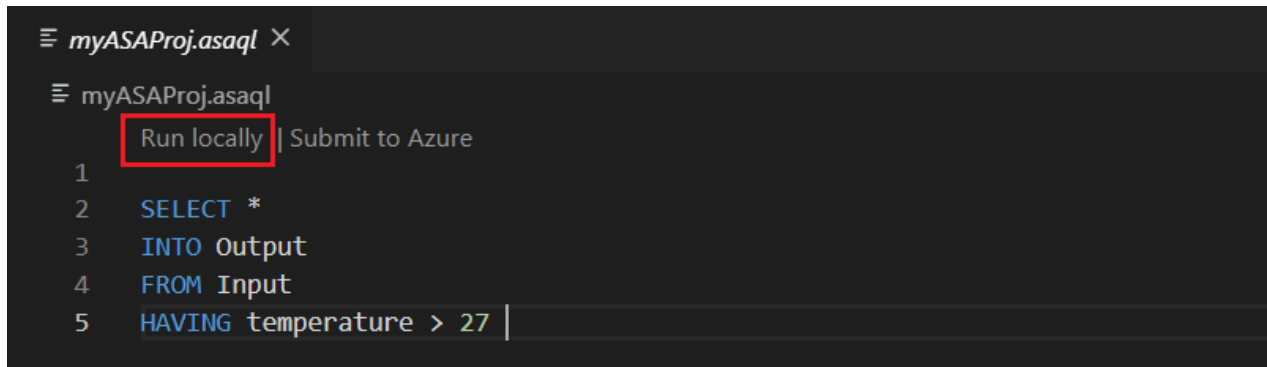 myASAProj.asaql
myASAProj.asaql
Run locally | Submit to Azure
1
2 SELECT *
3 INTO Output
4 FROM Input
5 HAVING temperature > 27